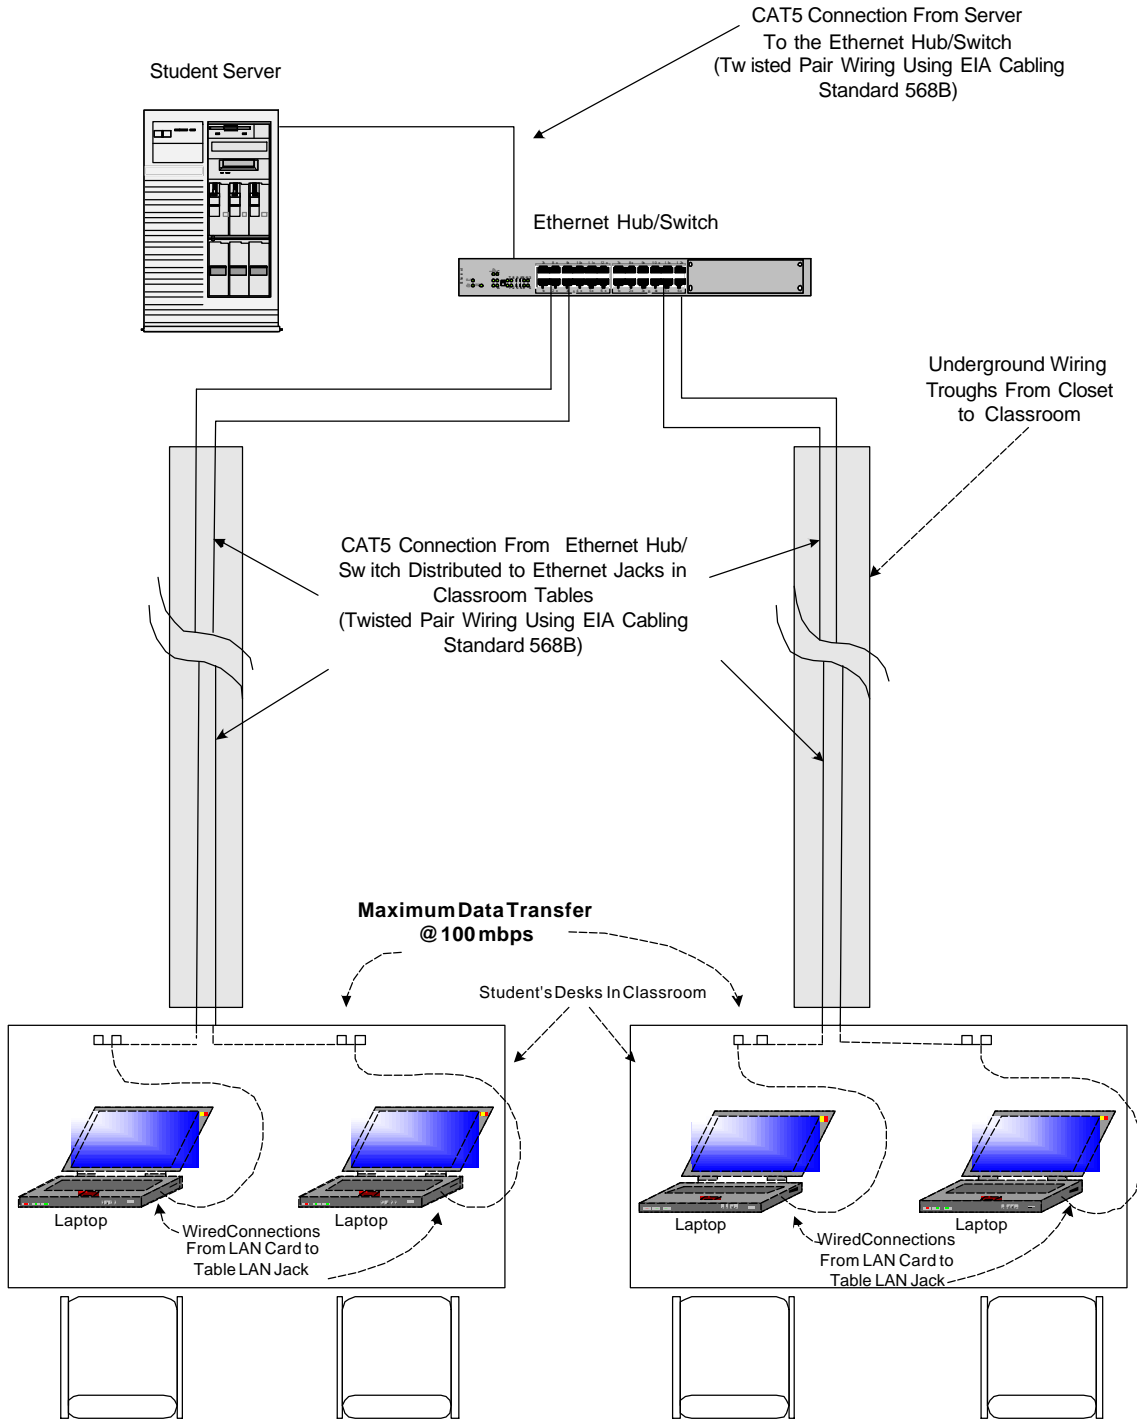 CAT5 Connection From Server
To the Ethernet Hub/Switch
(Twisted Pair Wiring Using EIA Cabling
Standard 568B)
Student Server
Ethernet Hub/Switch
Underground Wiring
Troughs From Closet
to Classroom
CAT5 Connection From Ethernet Hub/
Switch Distributed to Ethernet Jacks in
Classroom Tables
(Twisted Pair Wiring Using EIA Cabling
Standard 568B)
Maximum Data Transfer
@ 100 mbps
Student's Desks In Classroom
Laptop
Laptop
Wired Connections
From LAN Card to
Table LAN Jack
Laptop
Laptop
Wired Connections
From LAN Card to
Table LAN Jack